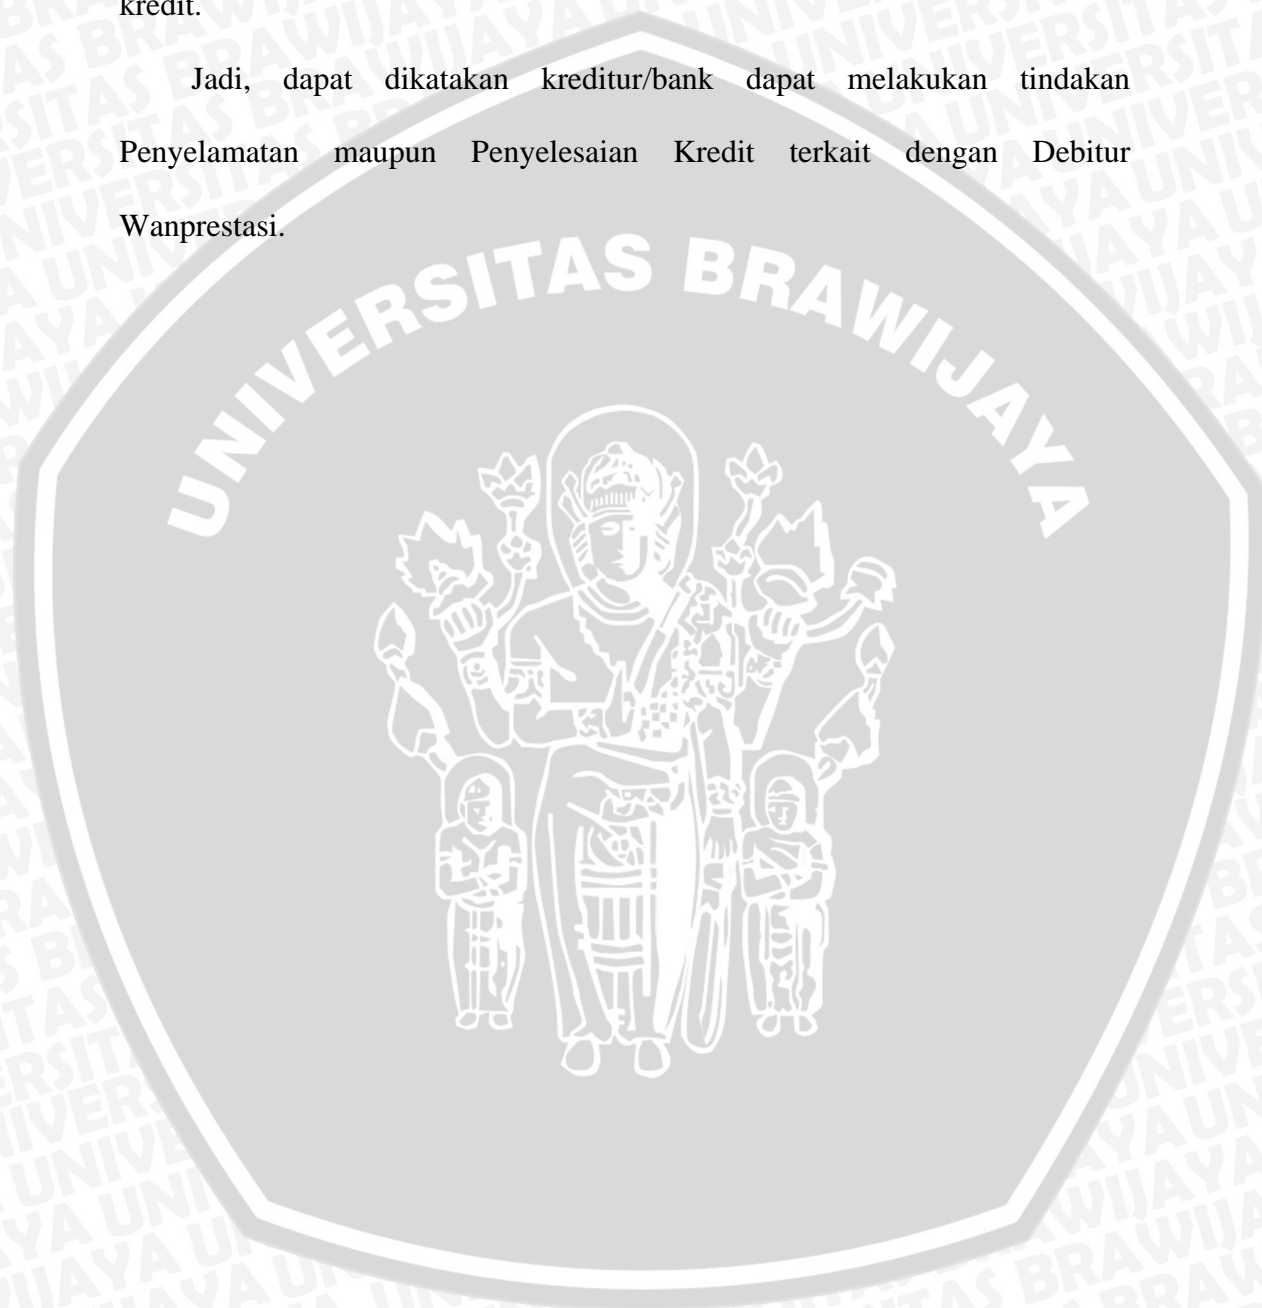 kredit.
Jadi, dapat dikatakan kreditur/bank dapat melakukan tindakan
Penyelamatan maupun Penyelesaian Kredit terkait dengan Debitur
Wanprestasi.
UNIVERSITAS BRAWIJAYA